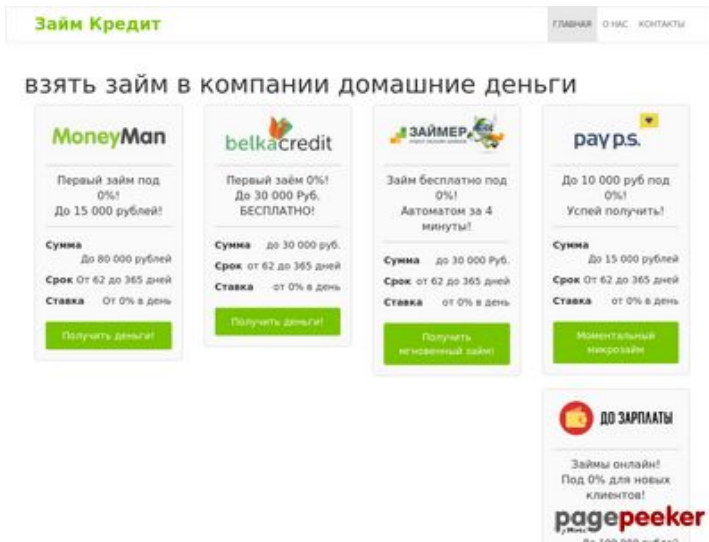 Займ Кредит
ГЛАВНАЯ О НАС КОНТАКТЫ
взять займ в компании домашние деньги
MoneyMan
Первый займ под
0%!
До 15 000 рублей!
Сумма
До 80 000 рублей
Срок От 62 до 365 дней
Ставка От 0% в день
Получить деньги!
belkacredit
Первый заём 0%!
До 30 000 Руб.
БЕСПЛАТНО!
Сумма до 30 000 руб.
Срок от 62 до 365 дней
Ставка от 0% в день
Получить деньги!
ЗАЙМЕР
Займ бесплатно под
0%!
Автоматом за 4
минуты!
Сумма до 30 000 Руб.
Срок от 62 до 365 дней
Ставка от 0% в день
Получить
мгновенный займ!
pay p.s.
До 10 000 руб под
0%!
Успей получить!
Сумма
До 15 000 рублей
Срок От 62 до 365 дней
Ставка От 0% в день
Моментальный
микрозайм
ДО ЗАРПЛАТЫ
Займы онлайн!
Под 0% для новых
клиентов!
pagepeeker
До 100 000 рублей